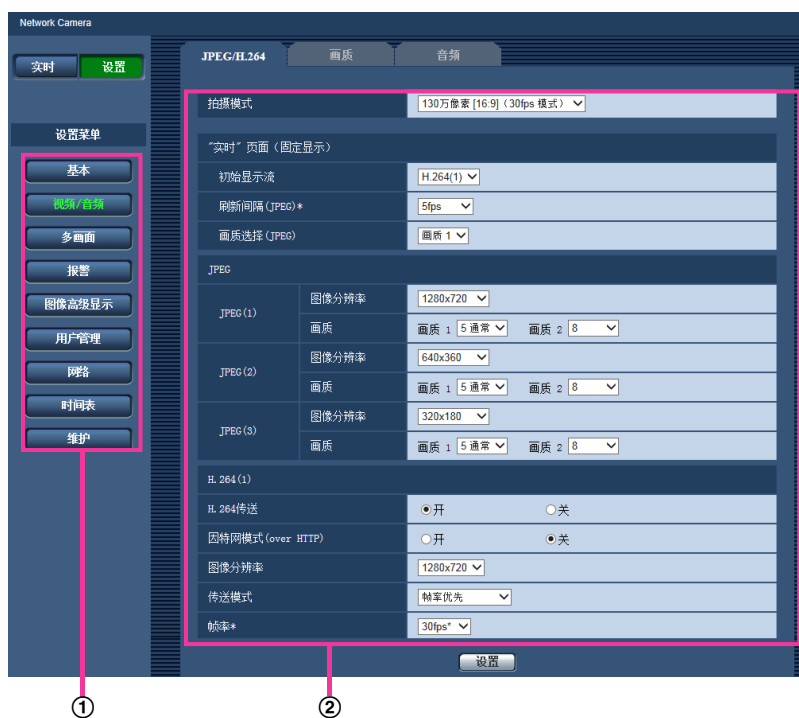 Network Camera
实时 设置
设置菜单
基本
视频/音频
多画面
报警
图像高级显示
用户管理
网络
时间表
维护
JPEG/H.264 画质 音频
拍摄模式 130万像素 [16:9]（30fps 模式）
“实时” 页面（固定显示）
初始显示流 H.264(1)
刷新间隔(JPEG)* 5fps
画质选择(JPEG) 画质 1
JPEG
JPEG(1) 图像分辨率 1280x720
画质 画质 1 5 通常 画质 2 8
JPEG(2) 图像分辨率 640x360
画质 画质 1 5 通常 画质 2 8
JPEG(3) 图像分辨率 320x180
画质 画质 1 5 通常 画质 2 8
H.264(1)
H.264传送 开 关
因特网模式(over HTTP) 开 关
图像分辨率 1280x720
传送模式 帧率优先
帧率* 30fps*
设置
① ②